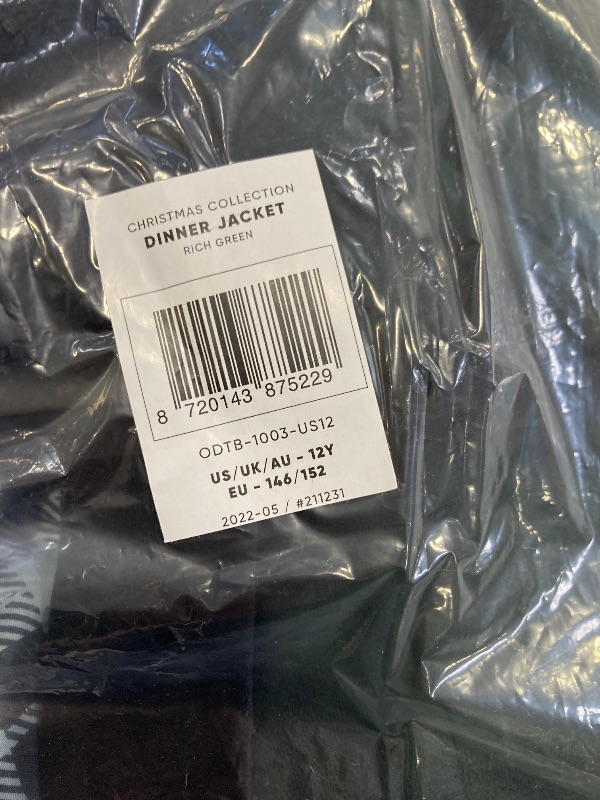 CHRISTMAS COLLECTION
DINNER JACKET
RICH GREEN
8 720143 875229
ODTB-1003-US12
US/UK/AU - 12Y
EU - 146/152
2022-05 / #211231